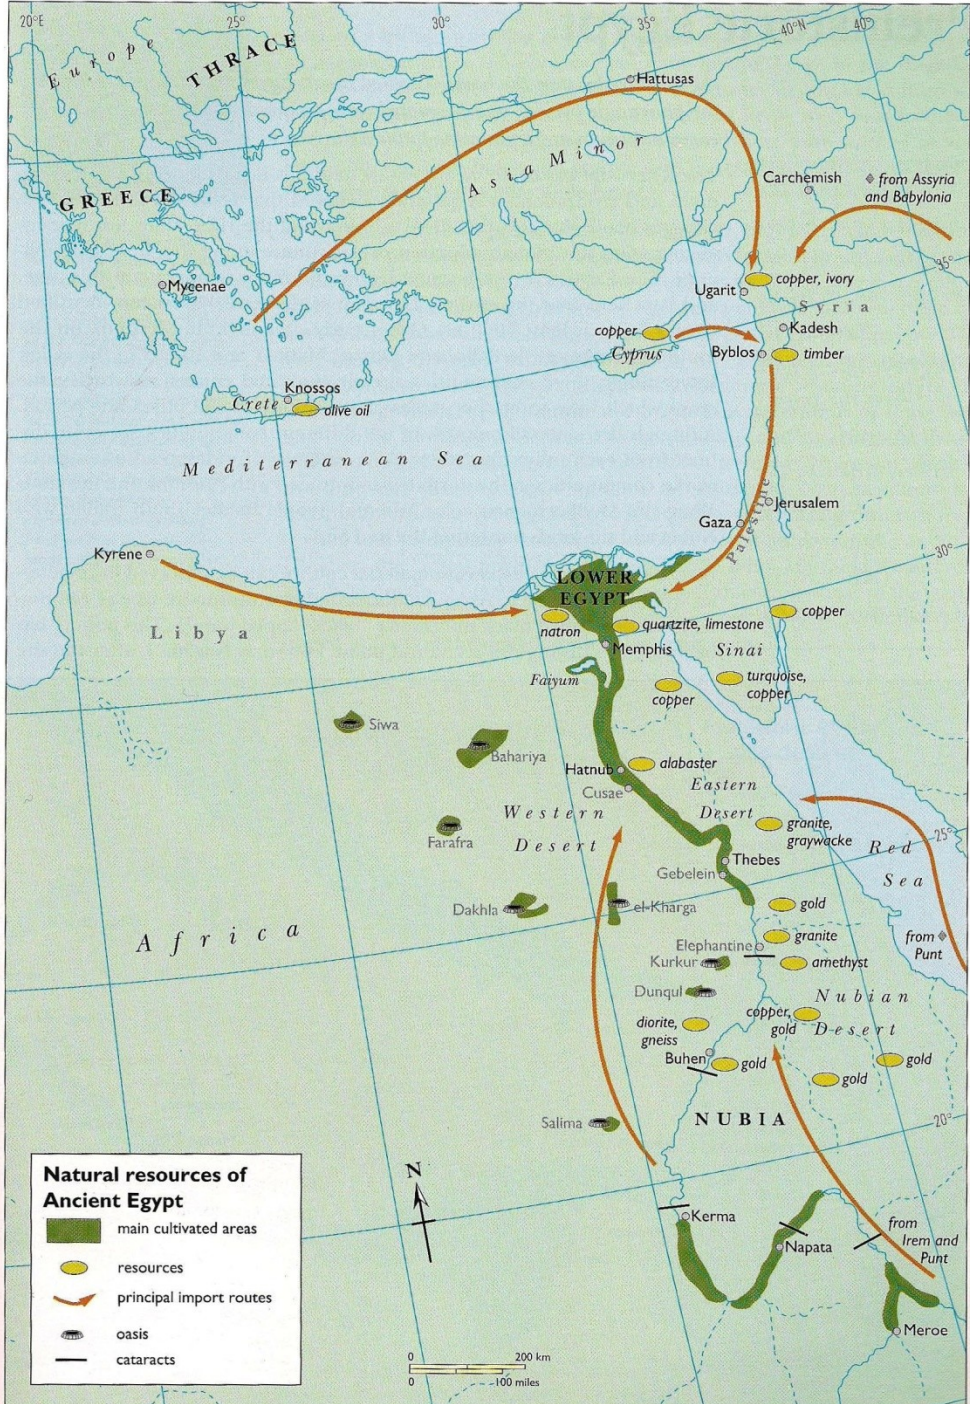 20°E
25°
30°
35°
40°N
40°
Europe
THRACE
Hattusas
Asia Minor
Carchemish
from Assyria
and Babylonia
GREECE
35°
Mycenae
copper, ivory
Ugarit
Syria
copper
Kadesh
Cyprus
Byblos
timber
Knossos
Crete
olive oil
Mediterranean Sea
Palestine
Jerusalem
Gaza
Kyrene
30°
LOWER
EGYPT
copper
natron
quartzite, limestone
Libya
Memphis
Sinai
Faiyum
turquoise,
copper
copper
Siwa
Bahariya
alabaster
Hatnub
Cusae
Eastern
Desert
Western
Desert
granite,
graywacke
25°
Farafra
Red
Sea
Thebes
Gebelein
Dakhla
el-Kharga
gold
Africa
granite
from
Punt
Elephantine
Kurkur
amethyst
Dunqul
Nubian
Desert
copper,
gold
diorite,
gneiss
Buhen
gold
gold
gold
Salima
NUBIA
20°
Natural resources of
Ancient Egypt
main cultivated areas
resources
principal import routes
oasis
cataracts
N
Kerma
Napata
from
Irem and
Punt
Meroe
0 200 km
0 100 miles